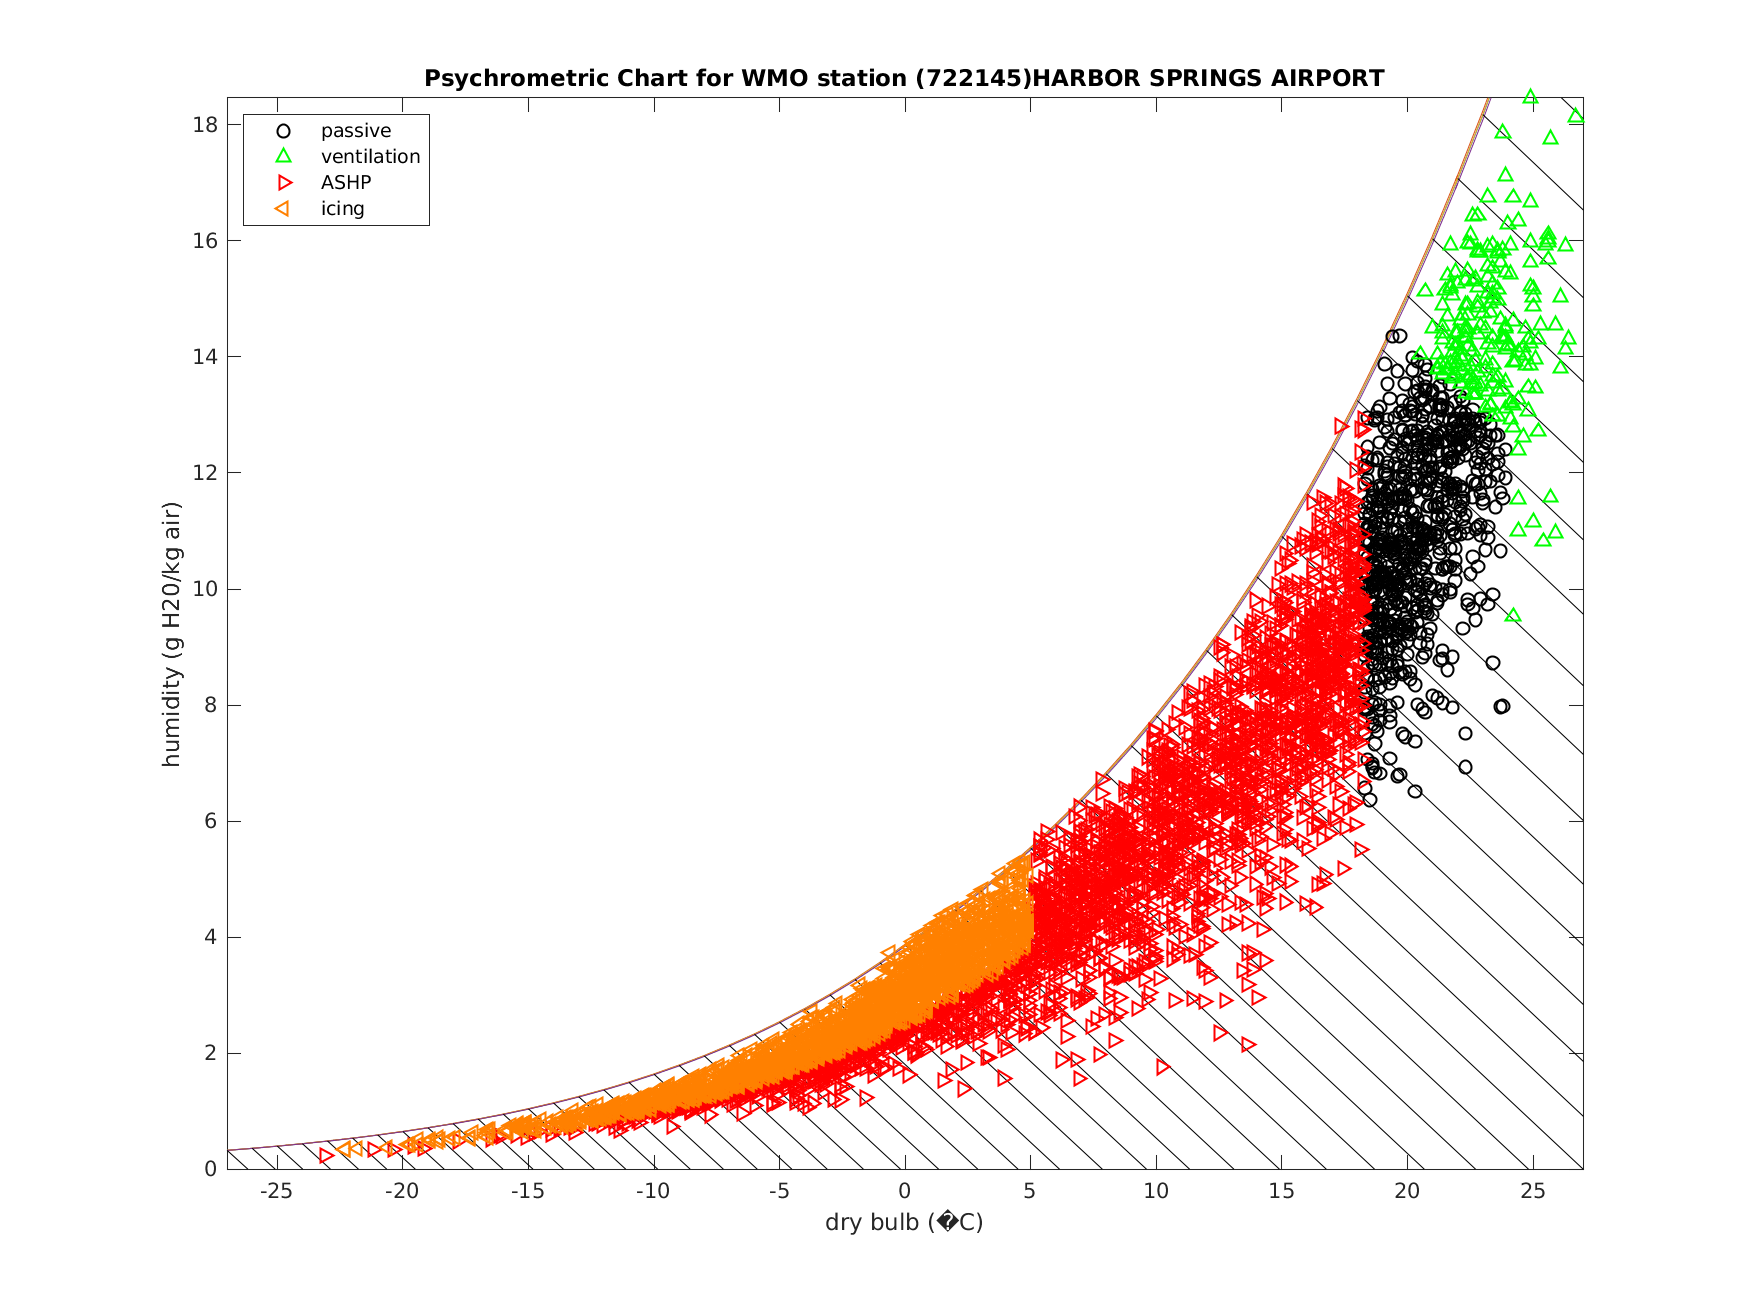 Psychrometric Chart for WMO station (722145)HARBOR SPRINGS AIRPORT
passive
ventilation
ASHP
icing
humidity (g H20/kg air)
18
16
14
12
10
8
6
4
2
0
-25 -20 -15 -10 -5 0 5 10 15 20 25
dry bulb (�C)